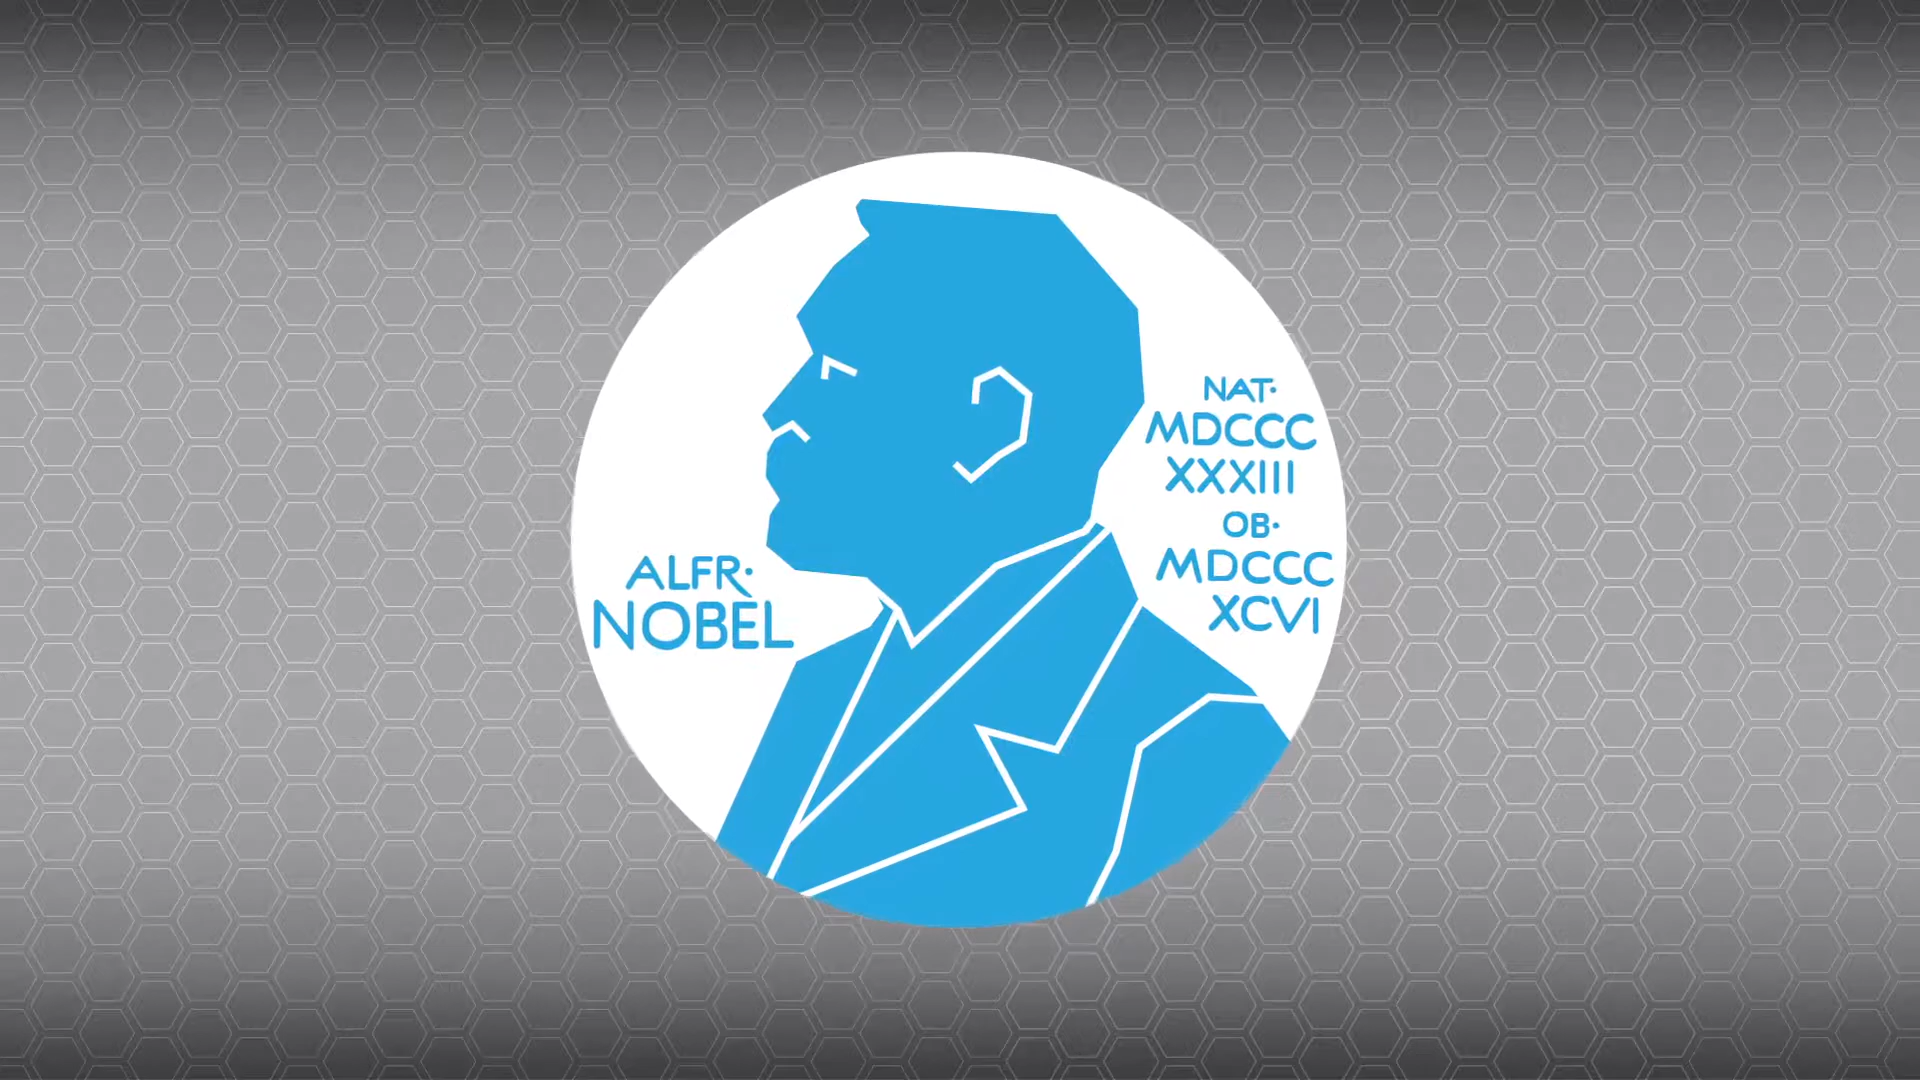 ALFR·
NOBEL
NAT·
MDCCC
XXXIII
OB·
MDCCC
XCVI